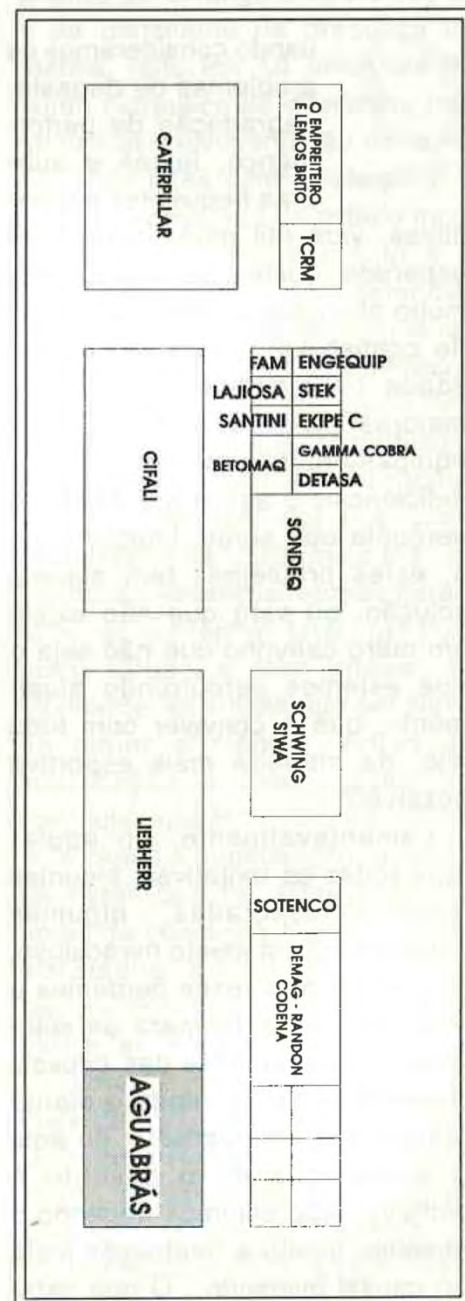 CATERPILLAR
O EMPREITEIRO
E LEMOS BRITO
TCRM
CIFALI
FAM ENGEQUIP
LAJIOSA STEK
SANTINI EKIPE C
BETOMAQ
GAMMA COBRA
DETASA
SONDEQ
LIEBHERR
SCHWING
SIWA
SOTENCO
DEMAG - RANDON
CODENA
AGUABRÁS